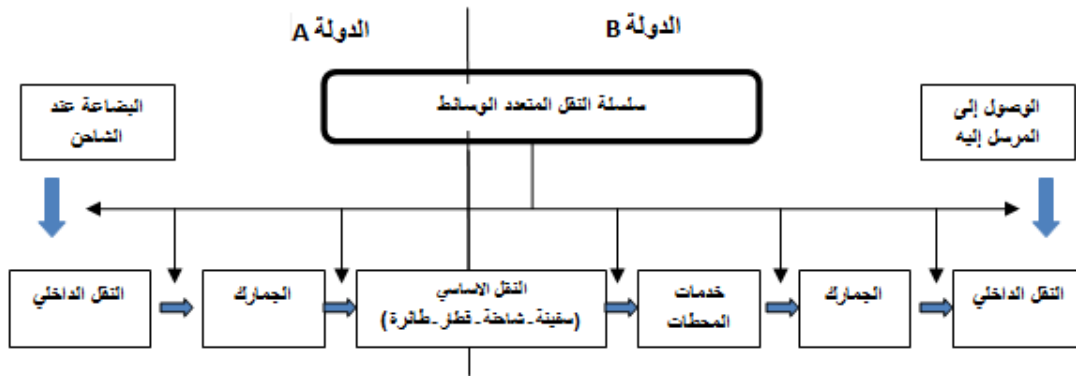 الدولة A
الدولة B
سلسلة النقل المتعدد الوسائط
البضاعة عند
الشاحن
الوصول إلى
المرسل إليه
النقل الداخلي
الجمارك
النقل الاساسي
(سفينة-شاحنة-قطار-طائرة)
خدمات
المحطات
الجمارك
النقل الداخلي